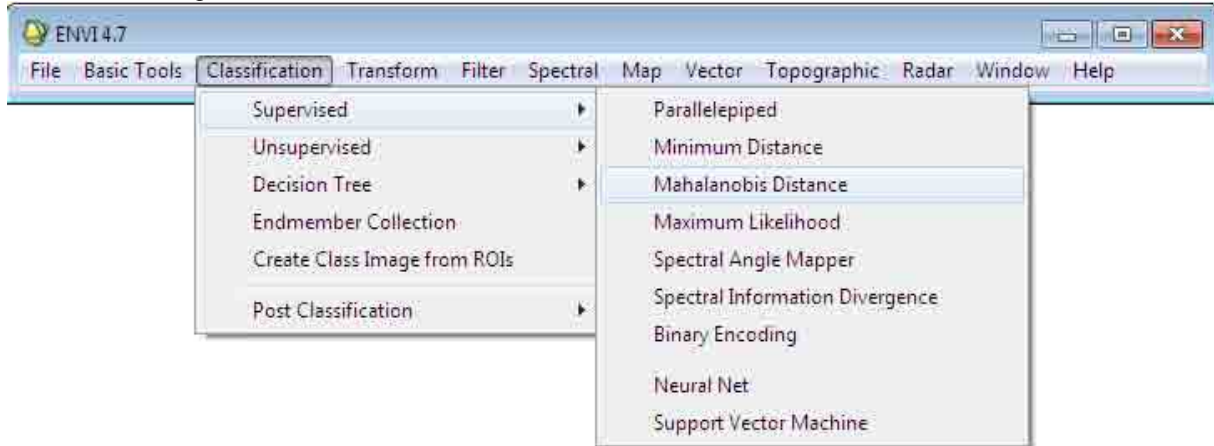 ENVI 4.7
File Basic Tools Classification Transform Filter Spectral Map Vector Topographic Radar Window Help
Supervised
Unsupervised
Decision Tree
Endmember Collection
Create Class Image from ROIs
Post Classification
Parallelepiped
Minimum Distance
Mahalanobis Distance
Maximum Likelihood
Spectral Angle Mapper
Spectral Information Divergence
Binary Encoding
Neural Net
Support Vector Machine